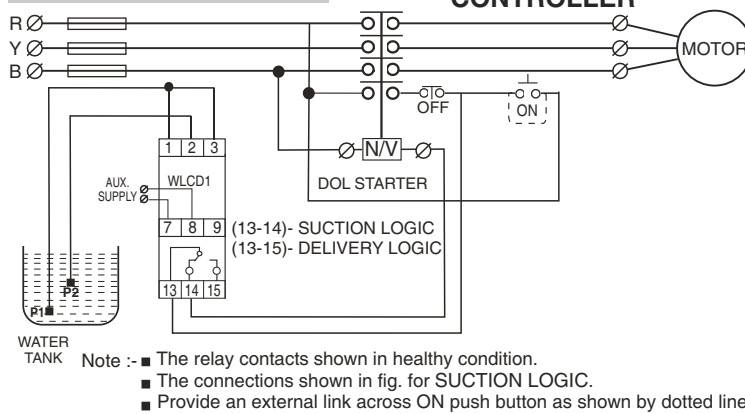 CONTROLLER
R
Y
B
MOTOR
OFF
ON
1 2 3
N/V
AUX.
SUPPLY
WLCD1
DOL STARTER
7 8 9
(13-14)- SUCTION LOGIC
(13-15)- DELIVERY LOGIC
P2
P1
13 14 15
WATER
TANK
Note :- ■ The relay contacts shown in healthy condition.
■ The connections shown in fig. for SUCTION LOGIC.
■ Provide an external link across ON push button as shown by dotted line